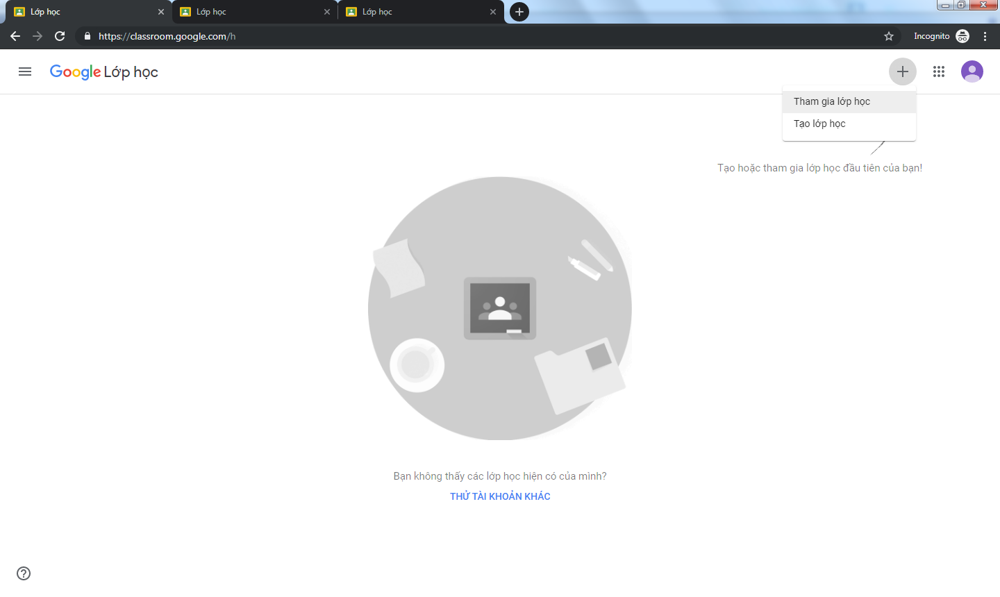 Lớp học
Lớp học
Lớp học
https://classroom.google.com/h
Incognito
Google Lớp học
Tham gia lớp học
Tạo lớp học
Tạo hoặc tham gia lớp học đầu tiên của bạn!
Bạn không thấy các lớp học hiện có của mình?
THỬ TÀI KHOẢN KHÁC